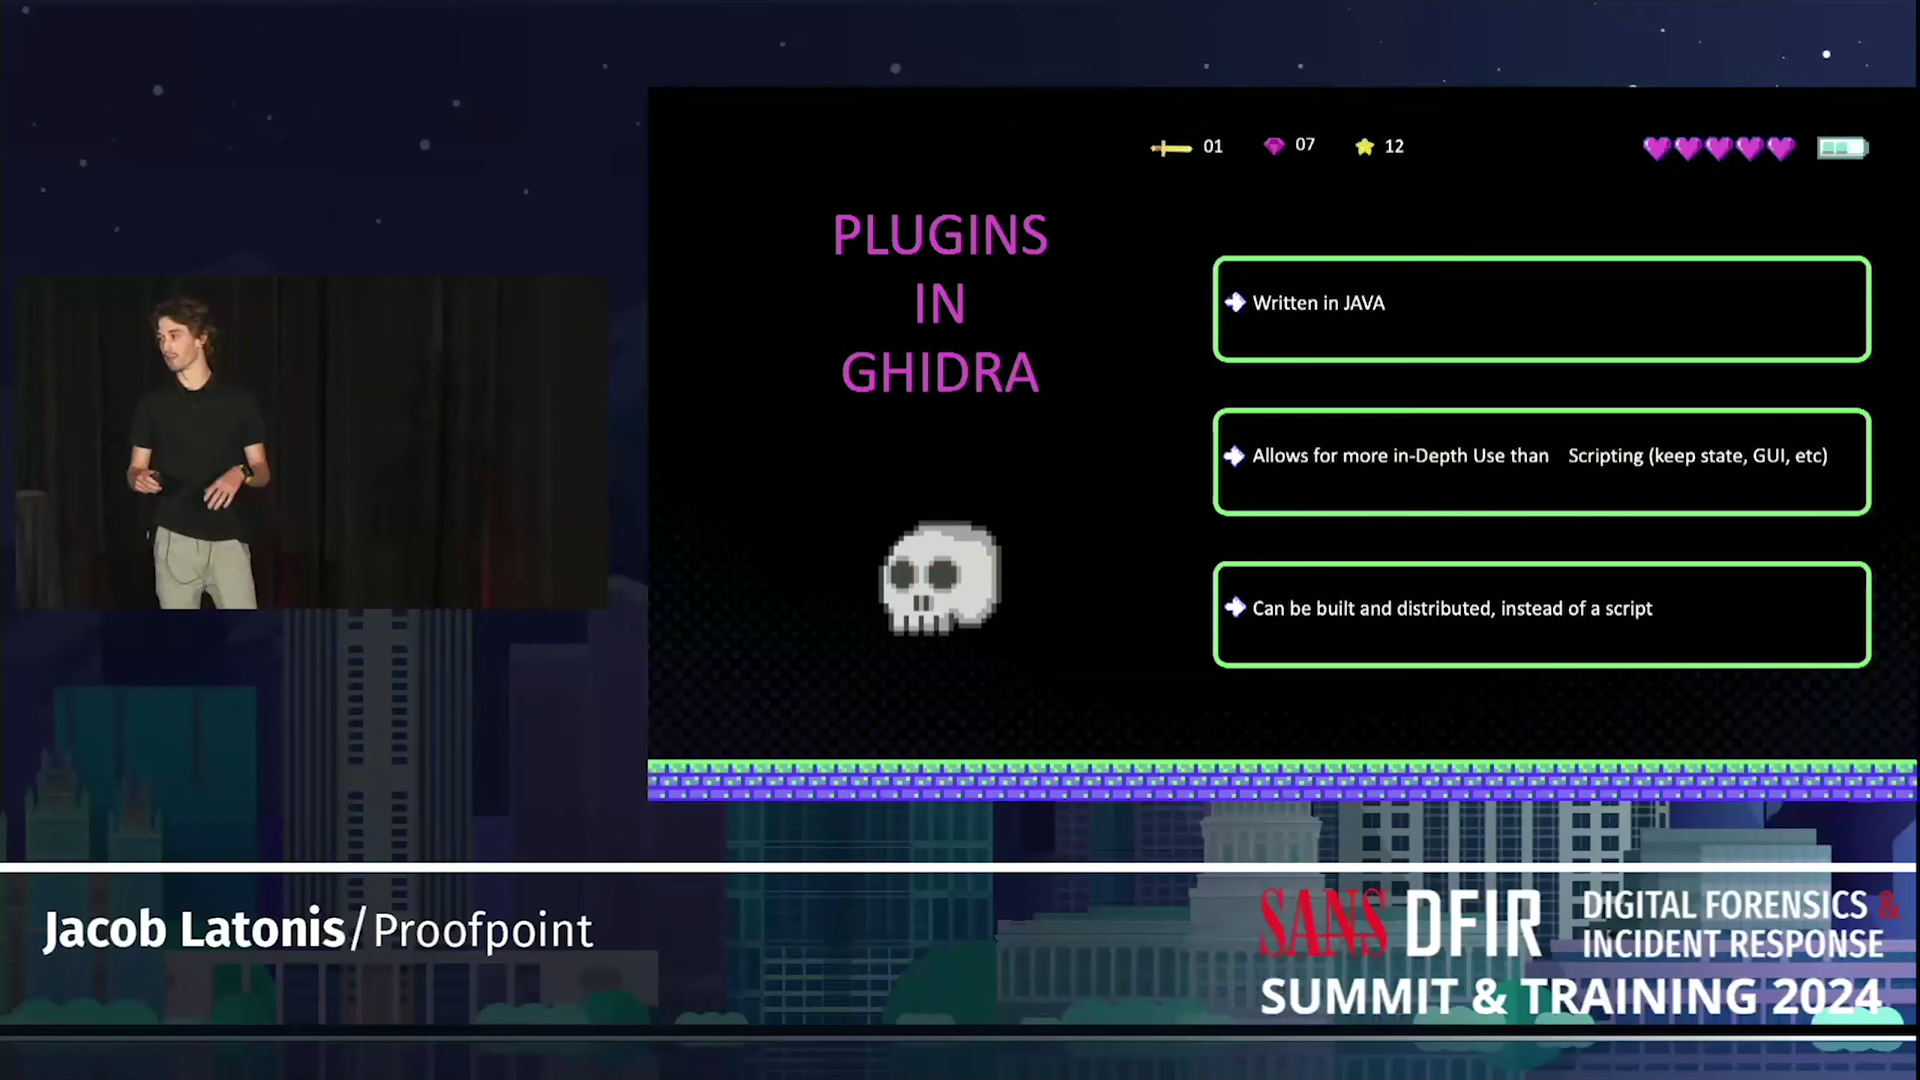 01 07 12
PLUGINS
IN
GHIDRA
Written in JAVA
Allows for more in-Depth Use than Scripting (keep state, GUI, etc)
Can be built and distributed, instead of a script
Jacob Latonis/Proofpoint
SANS DFIR
DIGITAL FORENSICS &
INCIDENT RESPONSE
SUMMIT & TRAINING 2024